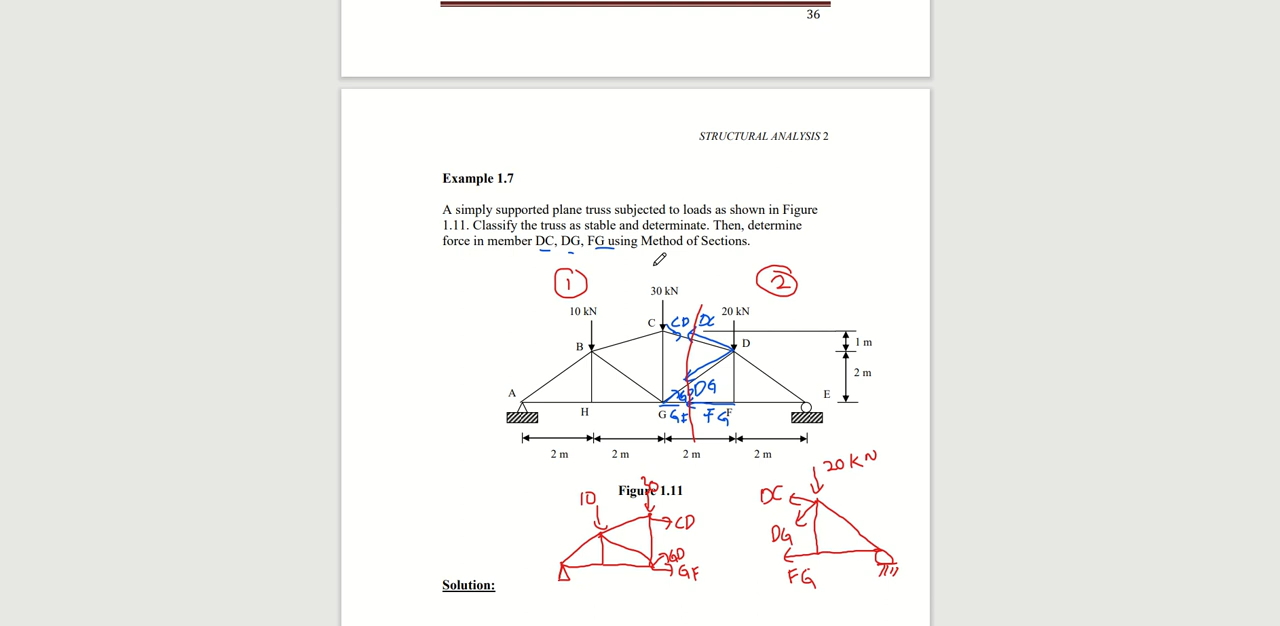 36
STRUCTURAL ANALYSIS 2
Example 1.7
A simply supported plane truss subjected to loads as shown in Figure
1.11. Classify the truss as stable and determinate. Then, determine
force in member DC, DG, FG using Method of Sections.
1
2
30 kN
10 kN
20 kN
C
CD
DC
B
D
1 m
2 m
A
E
DG
H
G
GF
FG
F
2 m
2 m
2 m
2 m
20 KN
Figure 1.11
10
DC
CD
DG
GD
GF
FG
Solution: